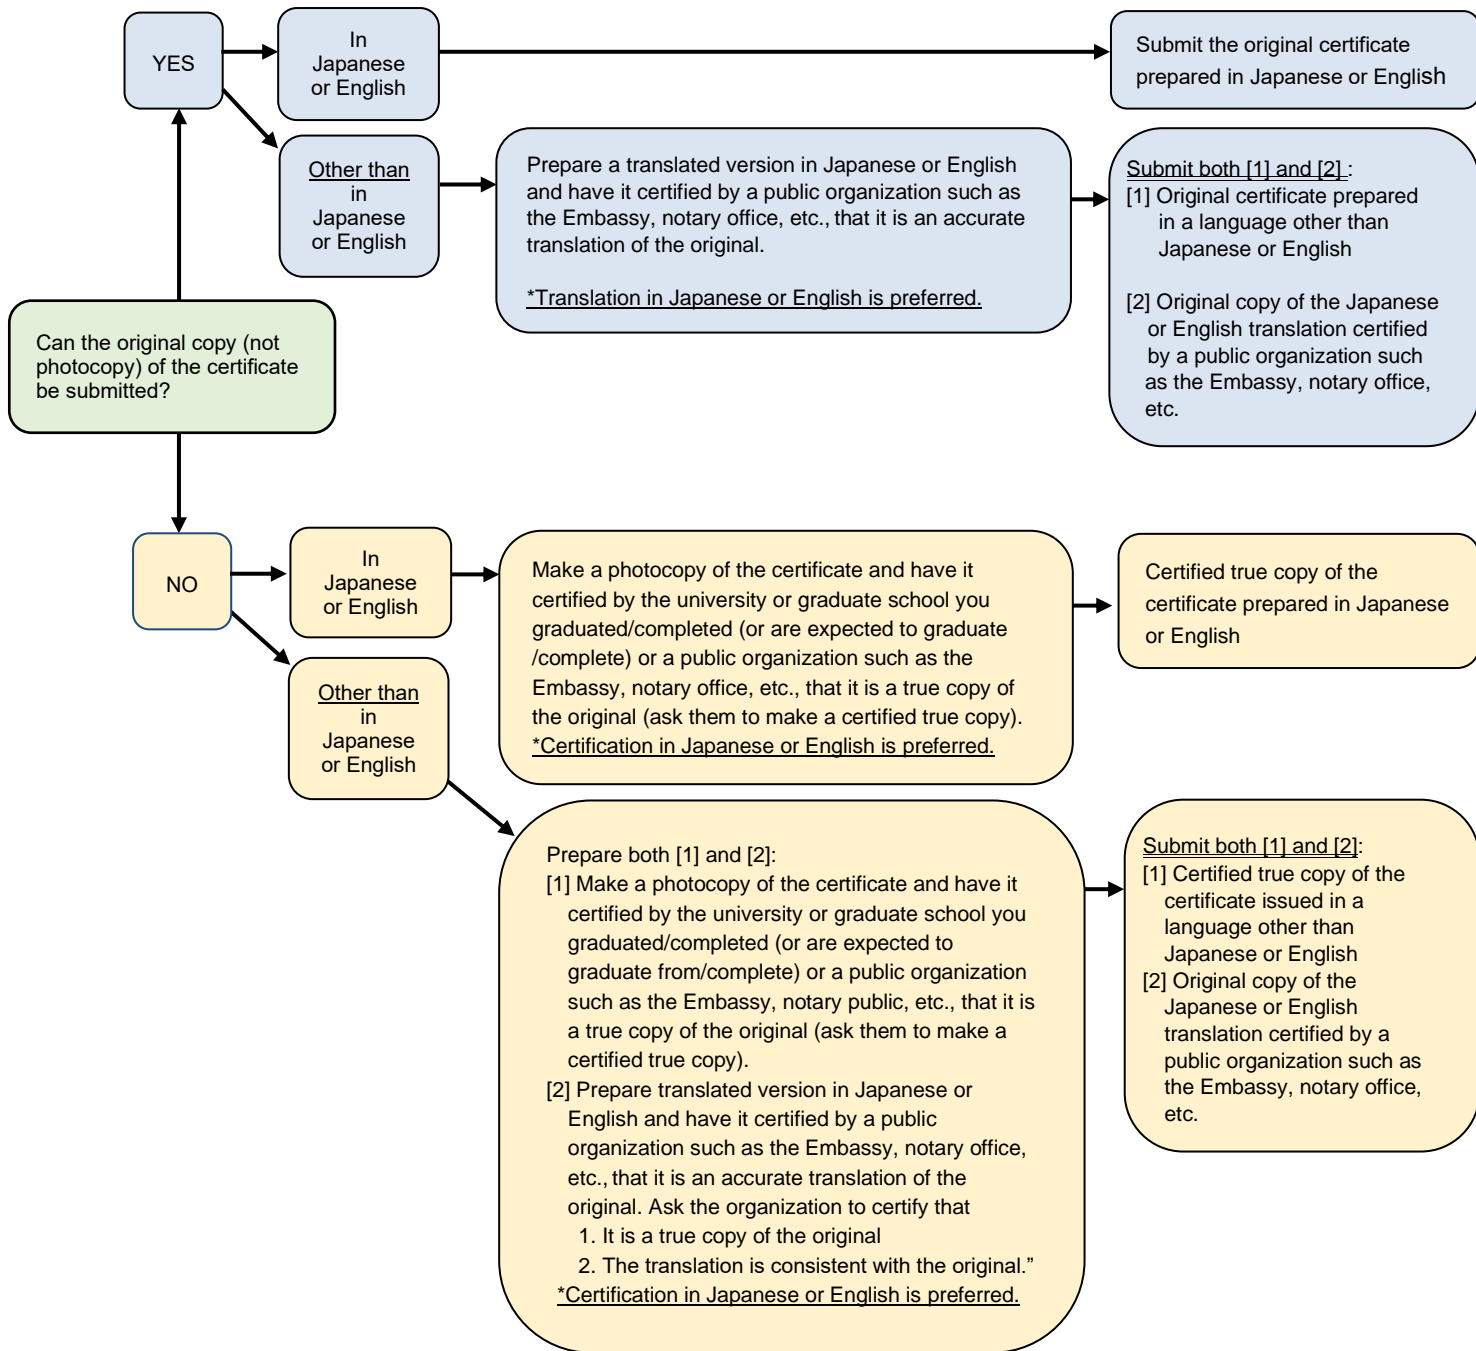 YES
In
Japanese
or English
Submit the original certificate
prepared in Japanese or English
Other than
in
Japanese
or English
Prepare a translated version in Japanese or English
and have it certified by a public organization such as
the Embassy, notary office, etc., that it is an accurate
translation of the original.
*Translation in Japanese or English is preferred.
Submit both [1] and [2] :
[1] Original certificate prepared
in a language other than
Japanese or English
[2] Original copy of the Japanese
or English translation certified
by a public organization such
as the Embassy, notary office,
etc.
Can the original copy (not
photocopy) of the certificate
be submitted?
NO
In
Japanese
or English
Make a photocopy of the certificate and have it
certified by the university or graduate school you
graduated/completed (or are expected to graduate
/complete) or a public organization such as the
Embassy, notary office, etc., that it is a true copy of
the original (ask them to make a certified true copy).
*Certification in Japanese or English is preferred.
Certified true copy of the
certificate prepared in Japanese
or English
Other than
in
Japanese
or English
Prepare both [1] and [2]:
[1] Make a photocopy of the certificate and have it
certified by the university or graduate school you
graduated/completed (or are expected to
graduate from/complete) or a public organization
such as the Embassy, notary public, etc., that it is
a true copy of the original (ask them to make a
certified true copy).
[2] Prepare translated version in Japanese or
English and have it certified by a public
organization such as the Embassy, notary office,
etc., that it is an accurate translation of the
original. Ask the organization to certify that
1. It is a true copy of the original
2. The translation is consistent with the original.”
*Certification in Japanese or English is preferred.
Submit both [1] and [2]:
[1] Certified true copy of the
certificate issued in a
language other than
Japanese or English
[2] Original copy of the
Japanese or English
translation certified by a
public organization such as
the Embassy, notary office,
etc.